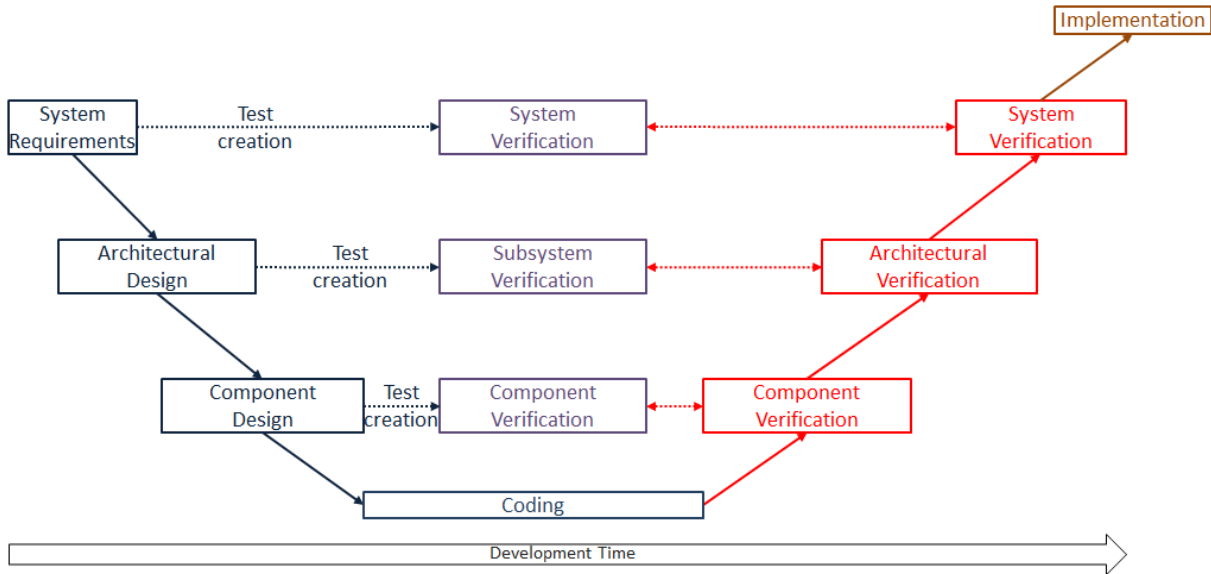 Implementation
System
Requirements
Test
creation
System
Verification
System
Verification
Architectural
Design
Test
creation
Subsystem
Verification
Architectural
Verification
Component
Design
Test
creation
Component
Verification
Component
Verification
Coding
Development Time